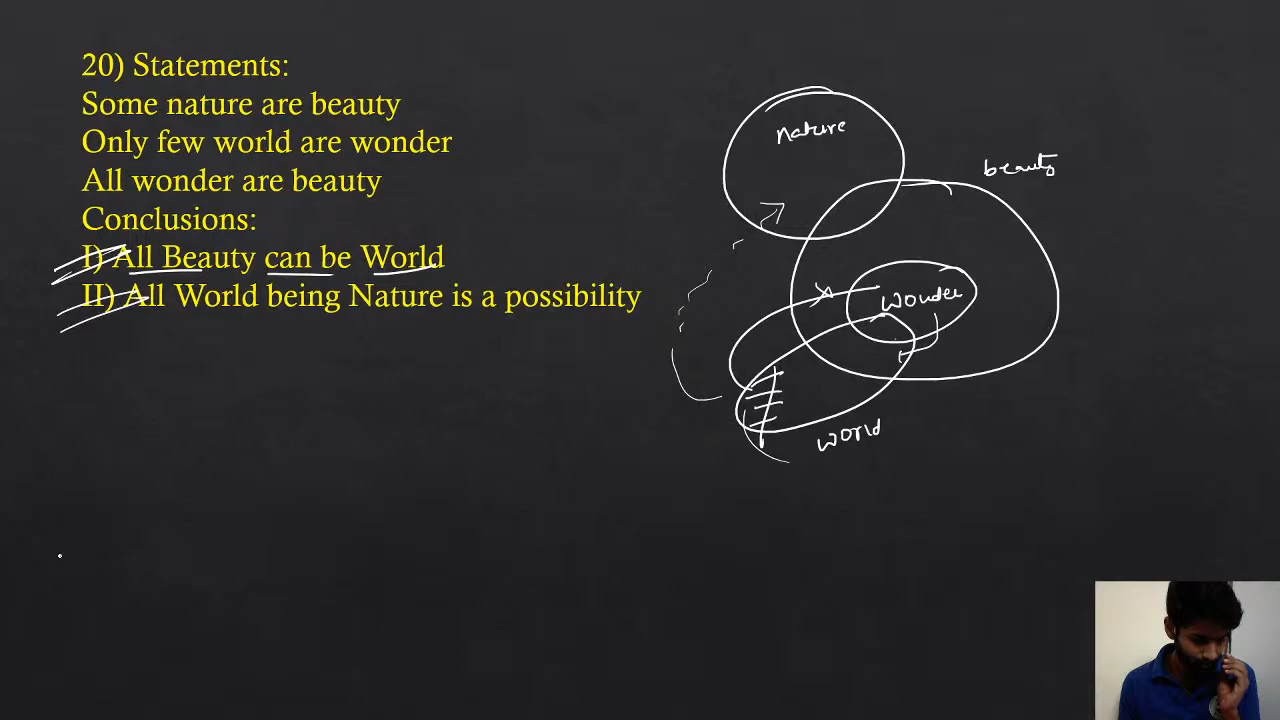 20) Statements:
Some nature are beauty
Only few world are wonder
All wonder are beauty
Conclusions:
I) All Beauty can be World
II) All World being Nature is a possibility
nature
beauty
wonder
world